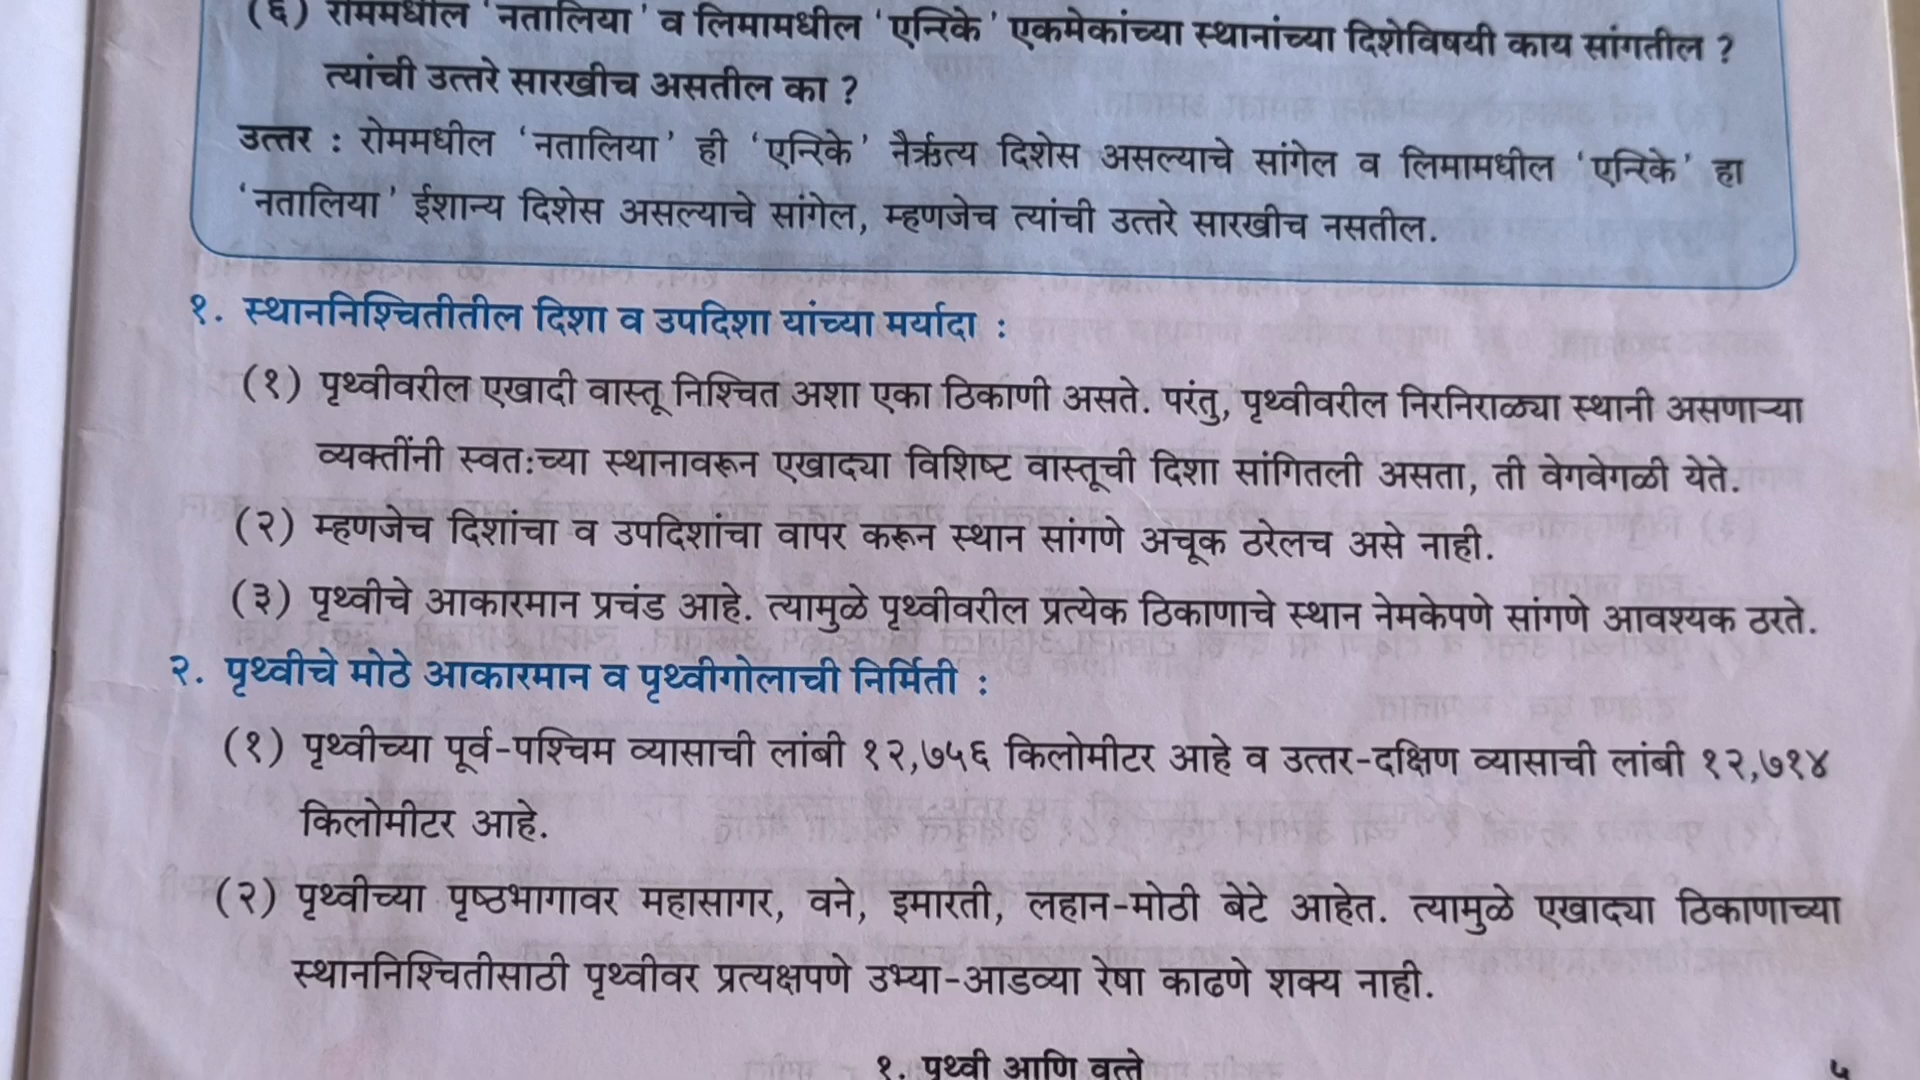 (६) रोममधील 'नतालिया' व लिमामधील 'एन्रिके' एकमेकांच्या स्थानांच्या दिशेविषयी काय सांगतील ?
त्यांची उत्तरे सारखीच असतील का ?
उत्तर : रोममधील 'नतालिया' ही 'एन्रिके' नैर्ऋत्य दिशेस असल्याचे सांगेल व लिमामधील 'एन्रिके' हा
'नतालिया' ईशान्य दिशेस असल्याचे सांगेल, म्हणजेच त्यांची उत्तरे सारखीच नसतील.
१. स्थाननिश्चितीतील दिशा व उपदिशा यांच्या मर्यादा :
(१) पृथ्वीवरील एखादी वास्तू निश्चित अशा एका ठिकाणी असते. परंतु, पृथ्वीवरील निरनिराळ्या स्थानी असणाऱ्या
व्यक्तींनी स्वतःच्या स्थानावरून एखाद्या विशिष्ट वास्तूची दिशा सांगितली असता, ती वेगवेगळी येते.
(२) म्हणजेच दिशांचा व उपदिशांचा वापर करून स्थान सांगणे अचूक ठरेलच असे नाही.
(३) पृथ्वीचे आकारमान प्रचंड आहे. त्यामुळे पृथ्वीवरील प्रत्येक ठिकाणाचे स्थान नेमकेपणे सांगणे आवश्यक ठरते.
२. पृथ्वीचे मोठे आकारमान व पृथ्वीगोलाची निर्मिती :
(१) पृथ्वीच्या पूर्व-पश्चिम व्यासाची लांबी १२,७५६ किलोमीटर आहे व उत्तर-दक्षिण व्यासाची लांबी १२,७१४
किलोमीटर आहे.
(२) पृथ्वीच्या पृष्ठभागावर महासागर, वने, इमारती, लहान-मोठी बेटे आहेत. त्यामुळे एखाद्या ठिकाणाच्या
स्थाननिश्चितीसाठी पृथ्वीवर प्रत्यक्षपणे उभ्या-आडव्या रेषा काढणे शक्य नाही.
१. पृथ्वी आणि वृत्ते ५